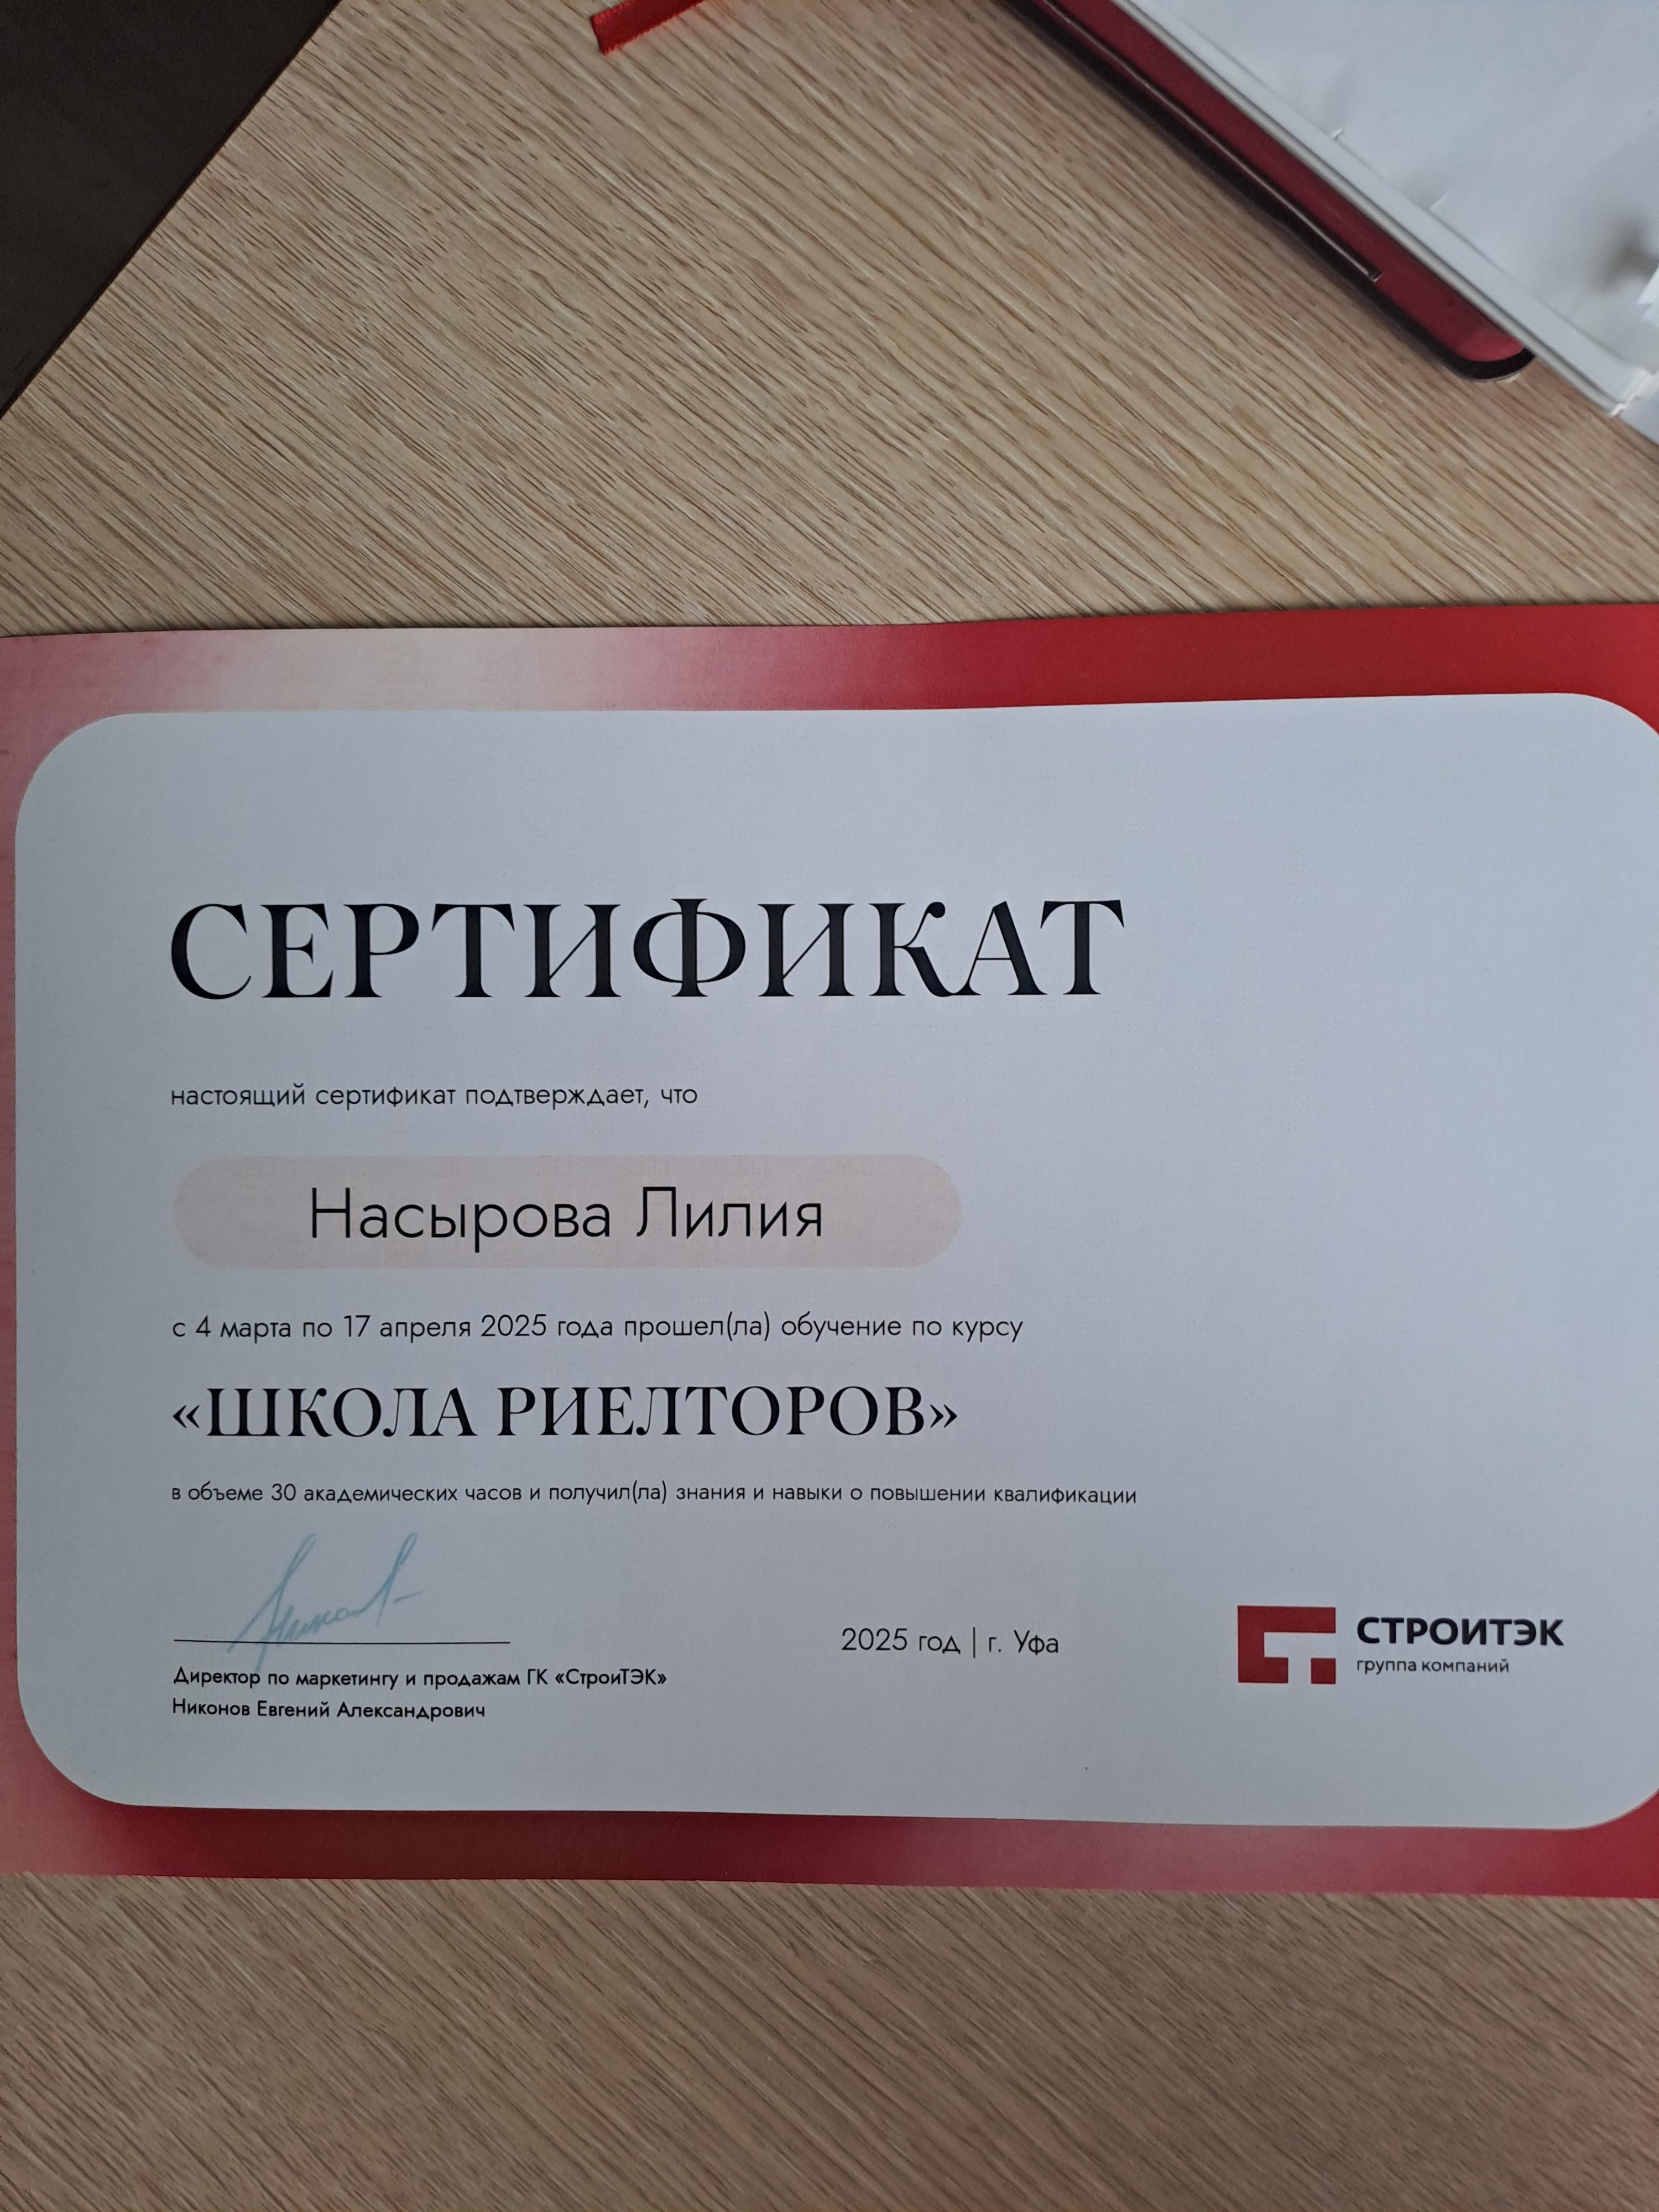 СЕРТИФИКАТ
настоящий сертификат подтверждает, что
Насырова Лилия
с 4 марта по 17 апреля 2025 года прошел(ла) обучение по курсу
«ШКОЛА РИЕЛТОРОВ»
в объеме 30 академических часов и получил(ла) знания и навыки о повышении квалификации
Директор по маркетингу и продажам ГК «СтроиТЭК»
Никонов Евгений Александрович
2025 год | г. Уфа
СТРОИТЭК
группа компаний